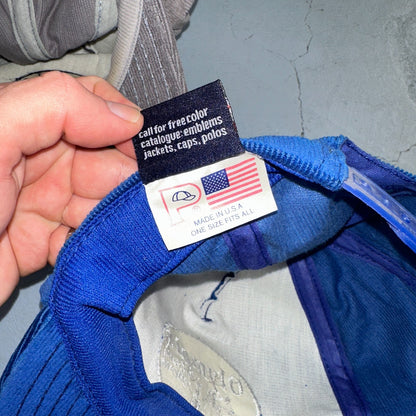 call for free color
catalogue: emblems
jackets, caps, polos
P
MADE IN U.S.A
ONE SIZE FITS ALL